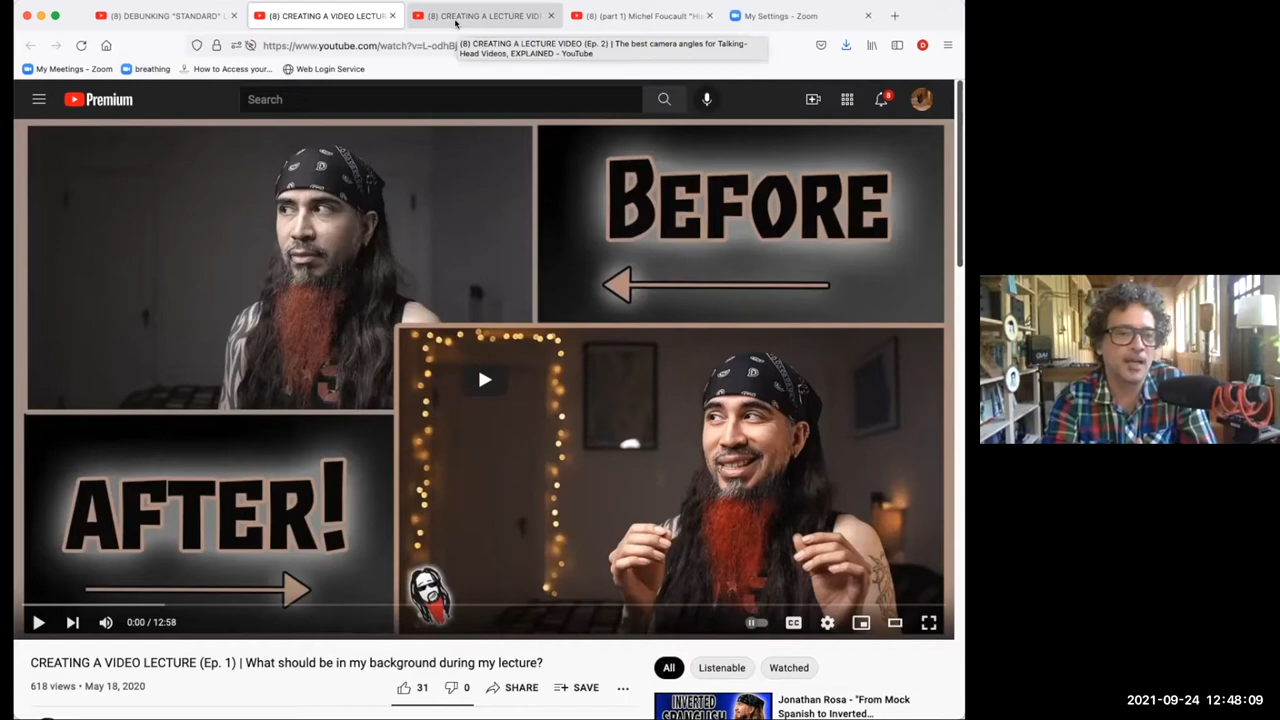 (8) DEBUNKING "STANDARD" L
(8) CREATING A VIDEO LECTUR
(8) CREATING A LECTURE VID
(8) (part 1) Michel Foucault "His
My Settings - Zoom
https://www.youtube.com/watch?v=L-odhBj
(8) CREATING A LECTURE VIDEO (Ep. 2) | The best camera angles for Talking-
Head Videos, EXPLAINED - YouTube
My Meetings - Zoom
breathing
How to Access your...
Web Login Service
Premium
Search
8
BEFORE
AFTER!
0:00 / 12:58
CC
CREATING A VIDEO LECTURE (Ep. 1) | What should be in my background during my lecture?
618 views • May 18, 2020
31
0
SHARE
SAVE
All
Listenable
Watched
INVERTED
SPANGLISH
Jonathan Rosa - "From Mock
Spanish to Inverted...
2021-09-24 12:48:09